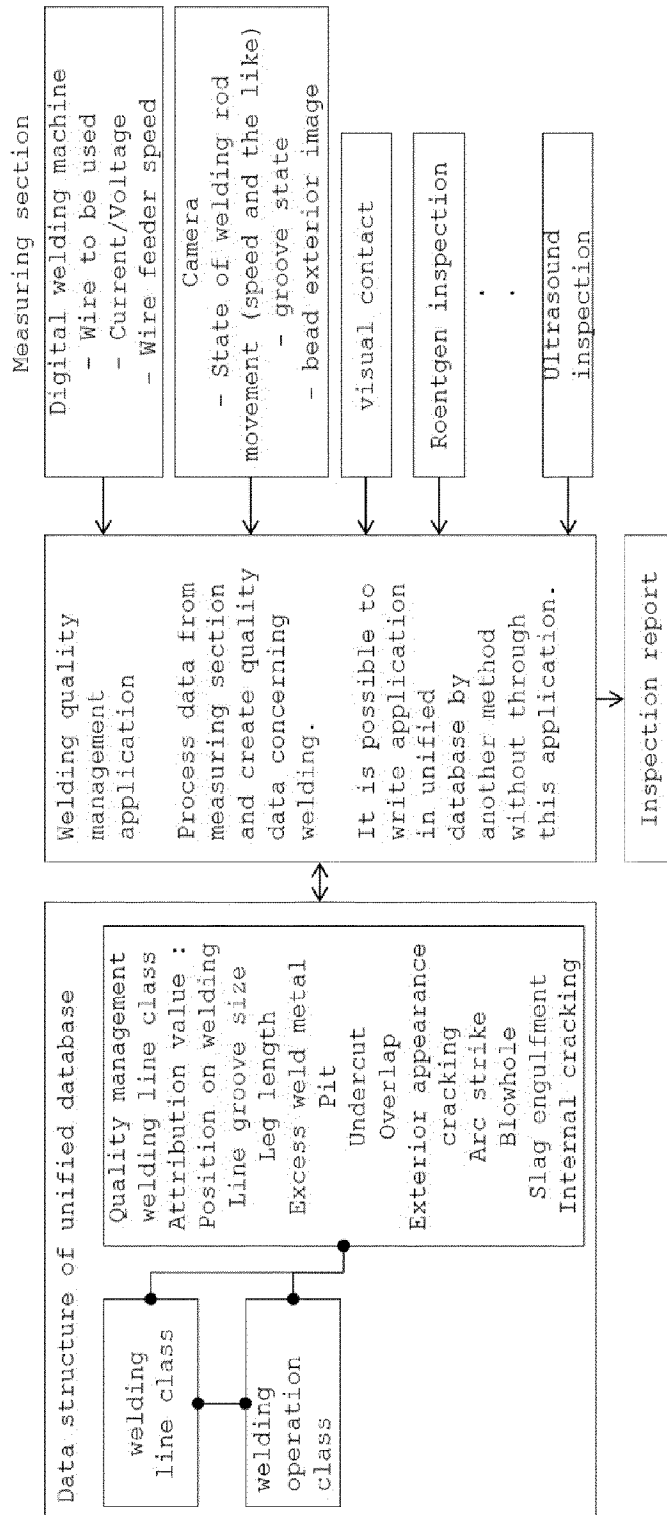 Data structure of unified database
welding
line class
welding
operation
class
Quality management
welding line class
Attribution value :
Position on welding
Line groove size
Leg length
Excess weld metal
Pit
Undercut
Overlap
Exterior appearance
cracking
Arc strike
Blowhole
Slag engulfment
Internal cracking
Welding quality
management
application
Process data from
measuring section
and create quality
data concerning
welding.
It is possible to
write application
in unified
database by
another method
without through
this application.
Inspection report
Measuring section
Digital welding machine
- Wire to be used
- Current/Voltage
- Wire feeder speed
Camera
- State of welding rod
movement (speed and the like)
- groove state
- bead exterior image
visual contact
Roentgen inspection
. .
Ultrasound
inspection